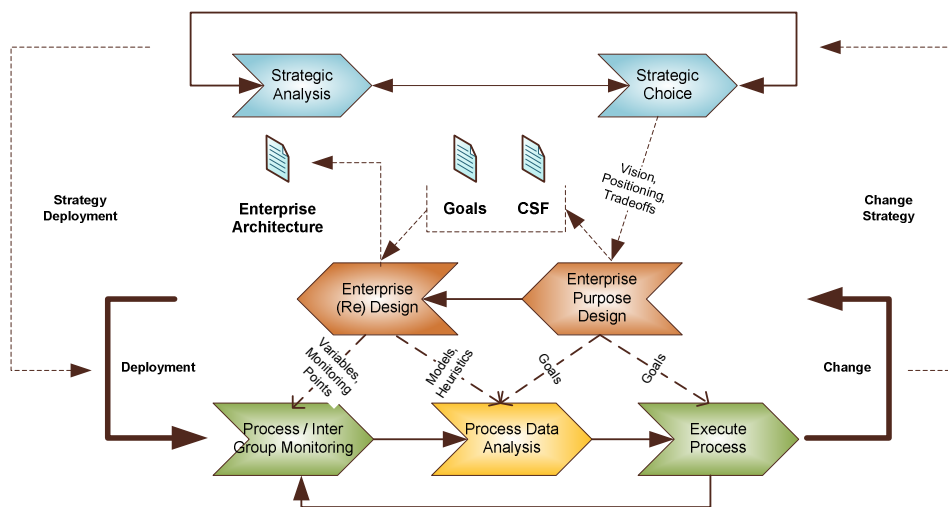 Strategic
Analysis
Strategic
Choice
Vision,
Positioning,
Tradeoffs
Strategy
Deployment
Enterprise
Architecture
Goals
CSF
Change
Strategy
Enterprise
(Re) Design
Enterprise
Purpose
Design
Deployment
Variables,
Monitoring
Points
Models,
Heuristics
Goals
Goals
Change
Process / Inter
Group Monitoring
Process Data
Analysis
Execute
Process